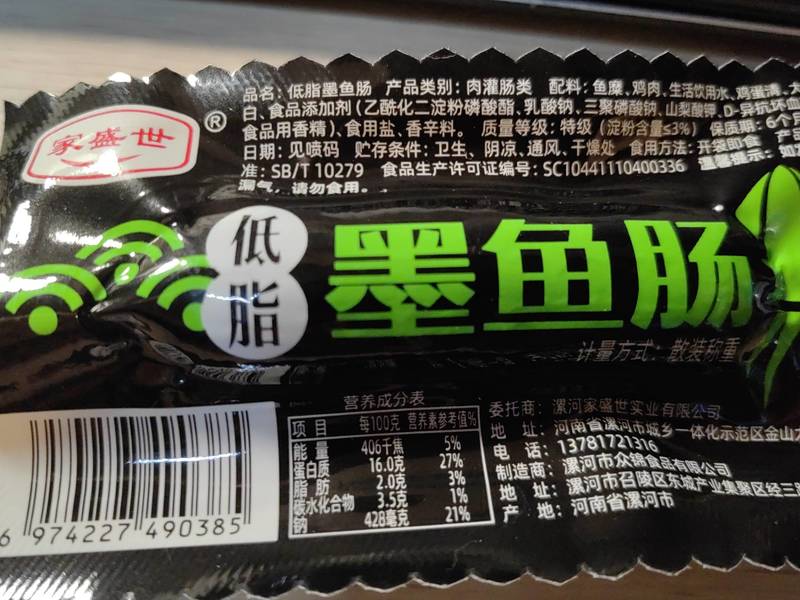 家盛世
®
品名: 低脂墨鱼肠 产品类别: 肉灌肠类 配料: 鱼糜、鸡肉、生活饮用水、鸡蛋清、大
白、食品添加剂 (乙酰化二淀粉磷酸酯、乳酸钠、三聚磷酸钠、山梨酸钾、D-异抗坏血
食品用香精)、食用盐、香辛料。 质量等级: 特级 (淀粉含量≤3%) 保质期: 6个月
日期: 见喷码 贮存条件: 卫生、阴凉、通风、干燥处 食用方法: 开袋即食 产品
准: SB/T 10279 食品生产许可证编号: SC10441110400336 温馨提示: 如
漏气, 请勿食用。
低脂
墨鱼肠
计量方式: 散装称重
营养成分表
项目 每100克 营养素参考值%
能量 406千焦 5%
蛋白质 16.0克 27%
脂肪 2.0克 3%
碳水化合物 3.5克 1%
钠 428毫克 21%
委托商: 漯河家盛世实业有限公司
地址: 河南省漯河市城乡一体化示范区金山
电话: 13781721316
制造商: 漯河市众锦食品有限公司
地址: 漯河市召陵区东城产业集聚区经三
产地: 河南省漯河市
6 974227 490385